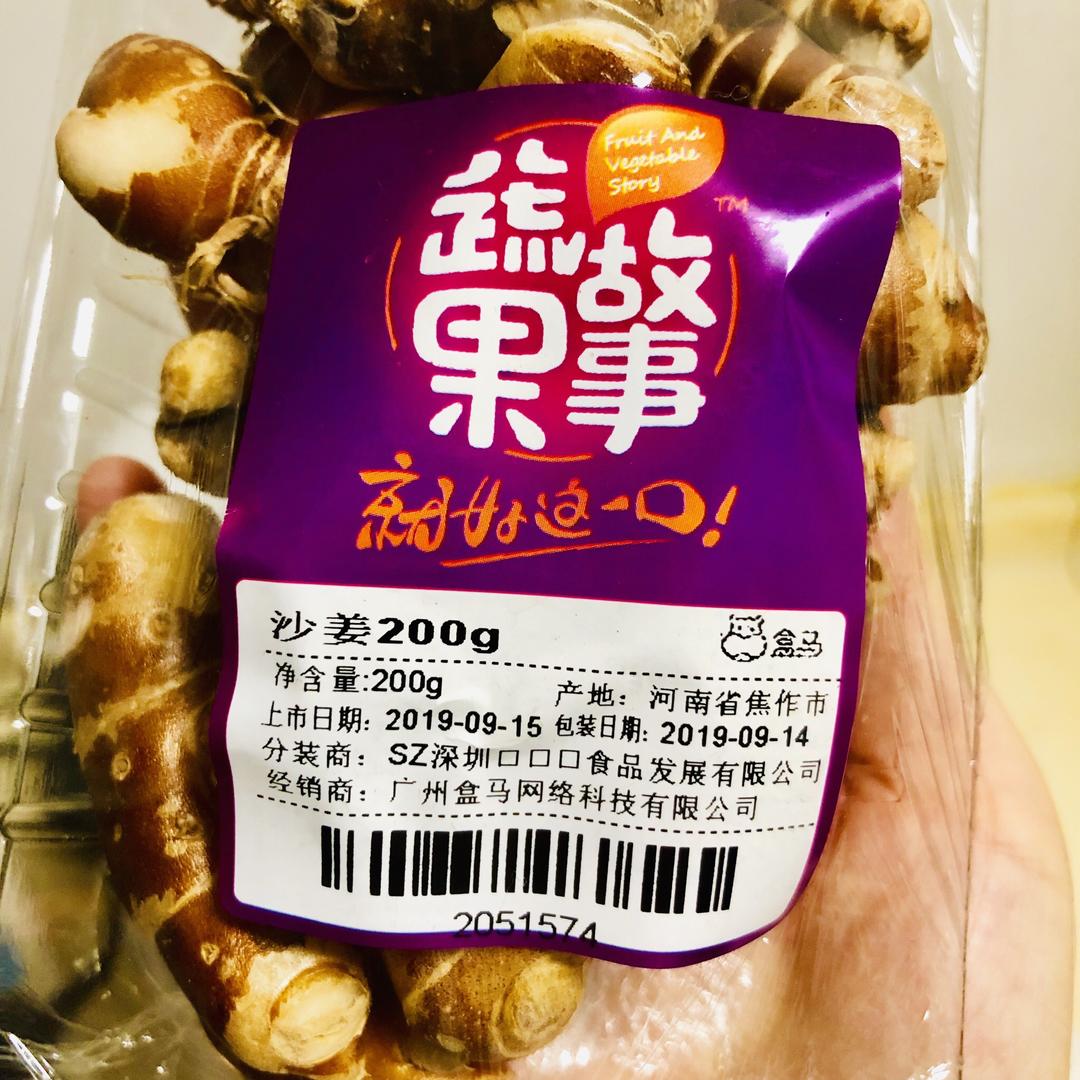 Fruit And
Vegetable
Story
TM
蔬果
故事
就好这一口!
沙姜200g
盒马
净含量:200g
产地：河南省焦作市
上市日期：2019-09-15 包装日期：2019-09-14
分装商：SZ深圳口口口食品发展有限公司
经销商：广州盒马网络科技有限公司
2051574